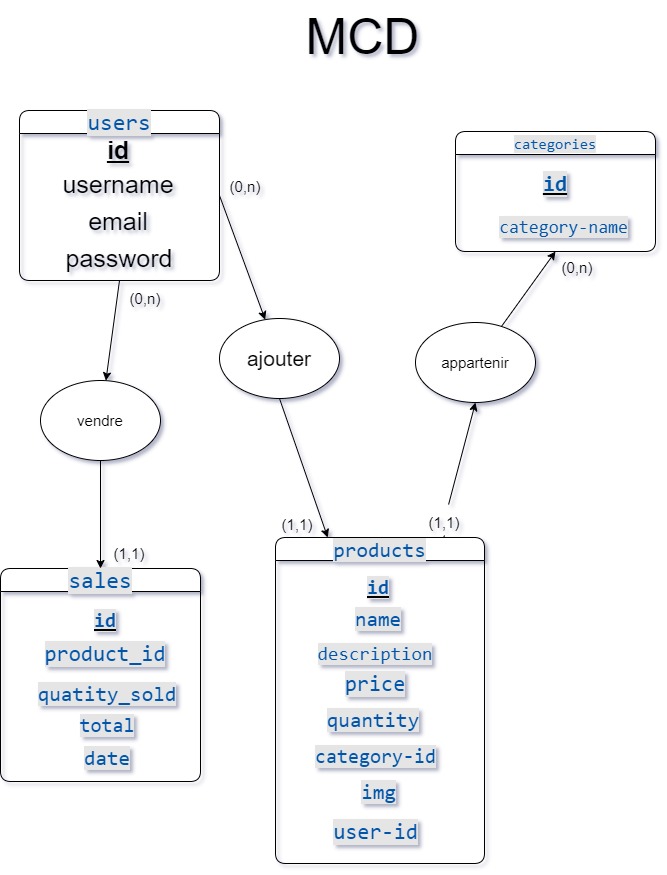 MCD
users
id
username
email
password
(0,n)
(0,n)
categories
id
category-name
(0,n)
ajouter
appartenir
vendre
(1,1)
sales
id
product_id
quatity_sold
total
date
(1,1)
(1,1)
products
id
name
description
price
quantity
category-id
img
user-id